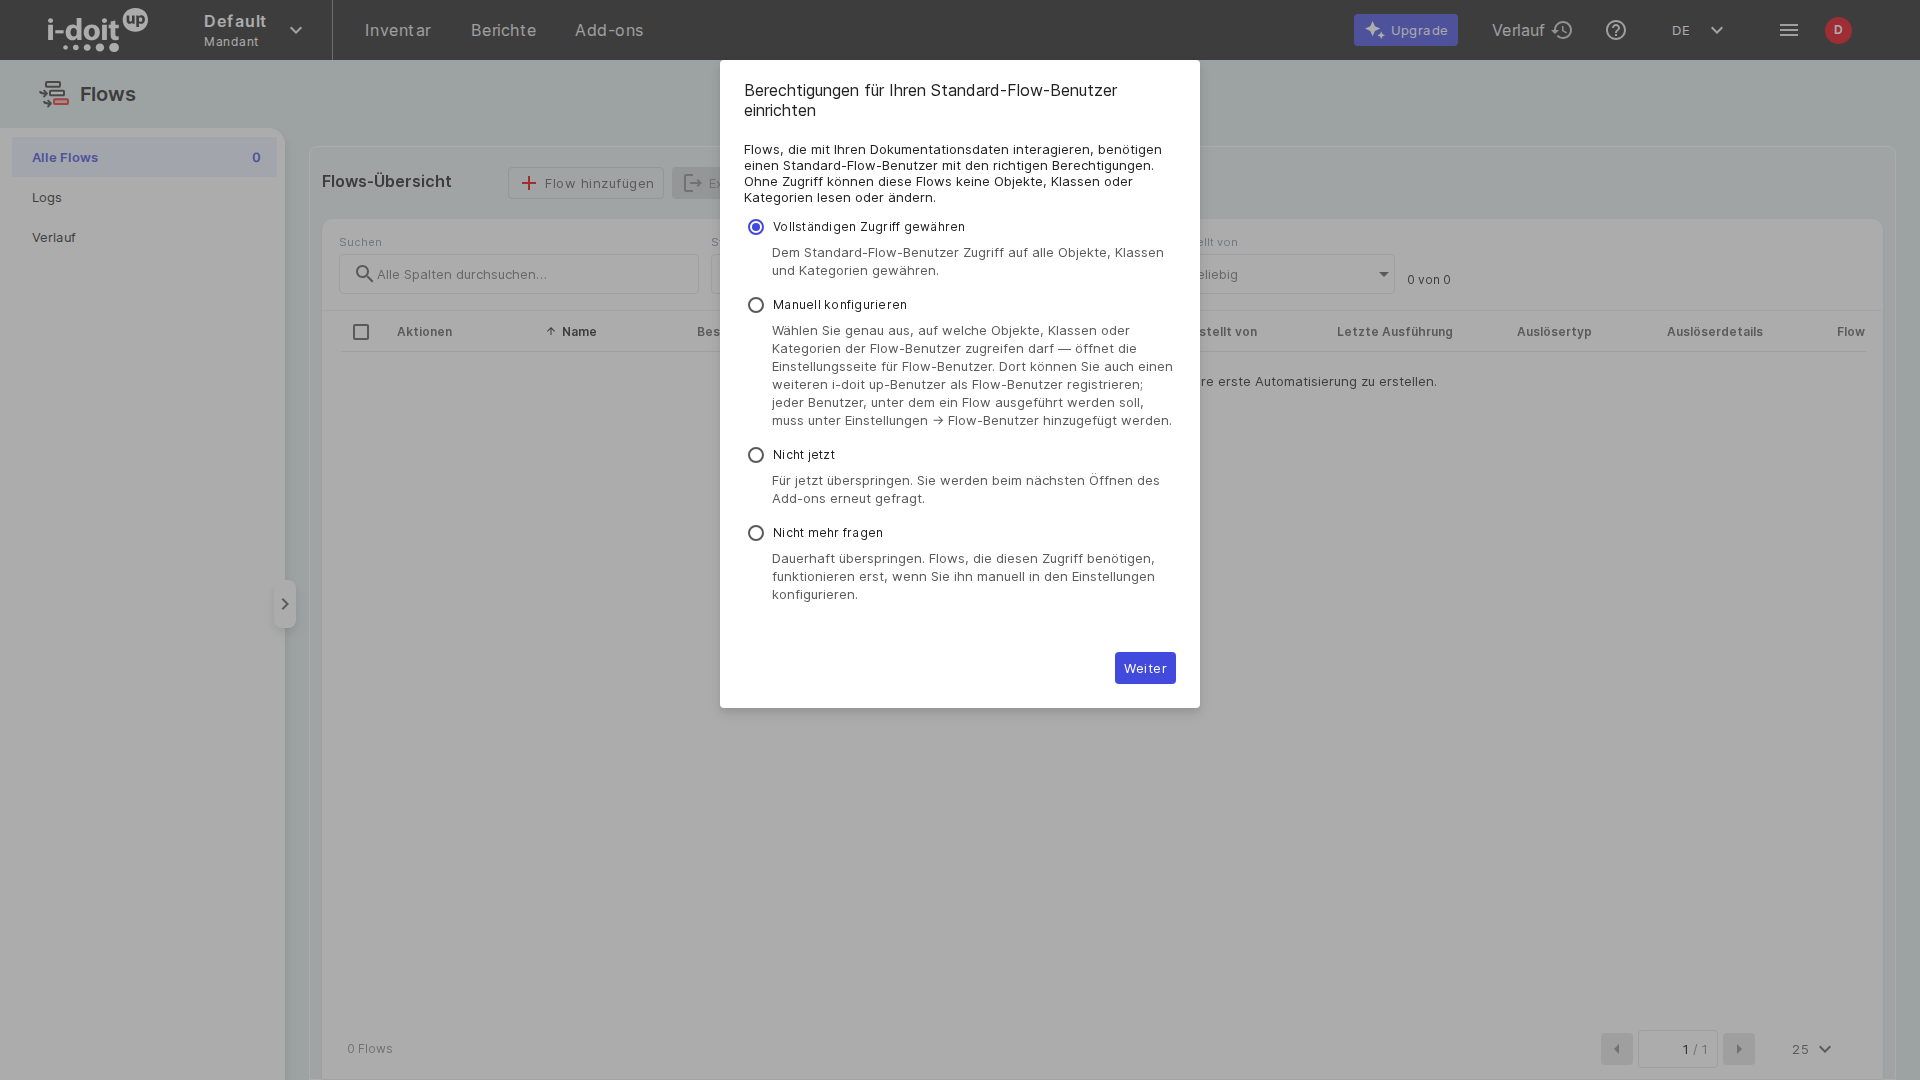 i-doit up
Default
Mandant
Inventar
Berichte
Add-ons
Upgrade
Verlauf
DE
D
Flows
Alle Flows
0
Logs
Verlauf
Flows-Übersicht
Flow hinzufügen
Suchen
Alle Spalten durchsuchen...
0 von 0
Aktionen
Name
Letzte Ausführung
Auslösertyp
Auslöserdetails
Flow
erste Automatisierung zu erstellen.
Berechtigungen für Ihren Standard-Flow-Benutzer
einrichten
Flows, die mit Ihren Dokumentationsdaten interagieren, benötigen
einen Standard-Flow-Benutzer mit den richtigen Berechtigungen.
Ohne Zugriff können diese Flows keine Objekte, Klassen oder
Kategorien lesen oder ändern.
Vollständigen Zugriff gewähren
Dem Standard-Flow-Benutzer Zugriff auf alle Objekte, Klassen
und Kategorien gewähren.
Manuell konfigurieren
Wählen Sie genau aus, auf welche Objekte, Klassen oder
Kategorien der Flow-Benutzer zugreifen darf — öffnet die
Einstellungsseite für Flow-Benutzer. Dort können Sie auch einen
weiteren i-doit up-Benutzer als Flow-Benutzer registrieren;
jeder Benutzer, unter dem ein Flow ausgeführt werden soll,
muss unter Einstellungen → Flow-Benutzer hinzugefügt werden.
Nicht jetzt
Für jetzt überspringen. Sie werden beim nächsten Öffnen des
Add-ons erneut gefragt.
Nicht mehr fragen
Dauerhaft überspringen. Flows, die diesen Zugriff benötigen,
funktionieren erst, wenn Sie ihn manuell in den Einstellungen
konfigurieren.
Weiter
0 Flows
1 / 1
25